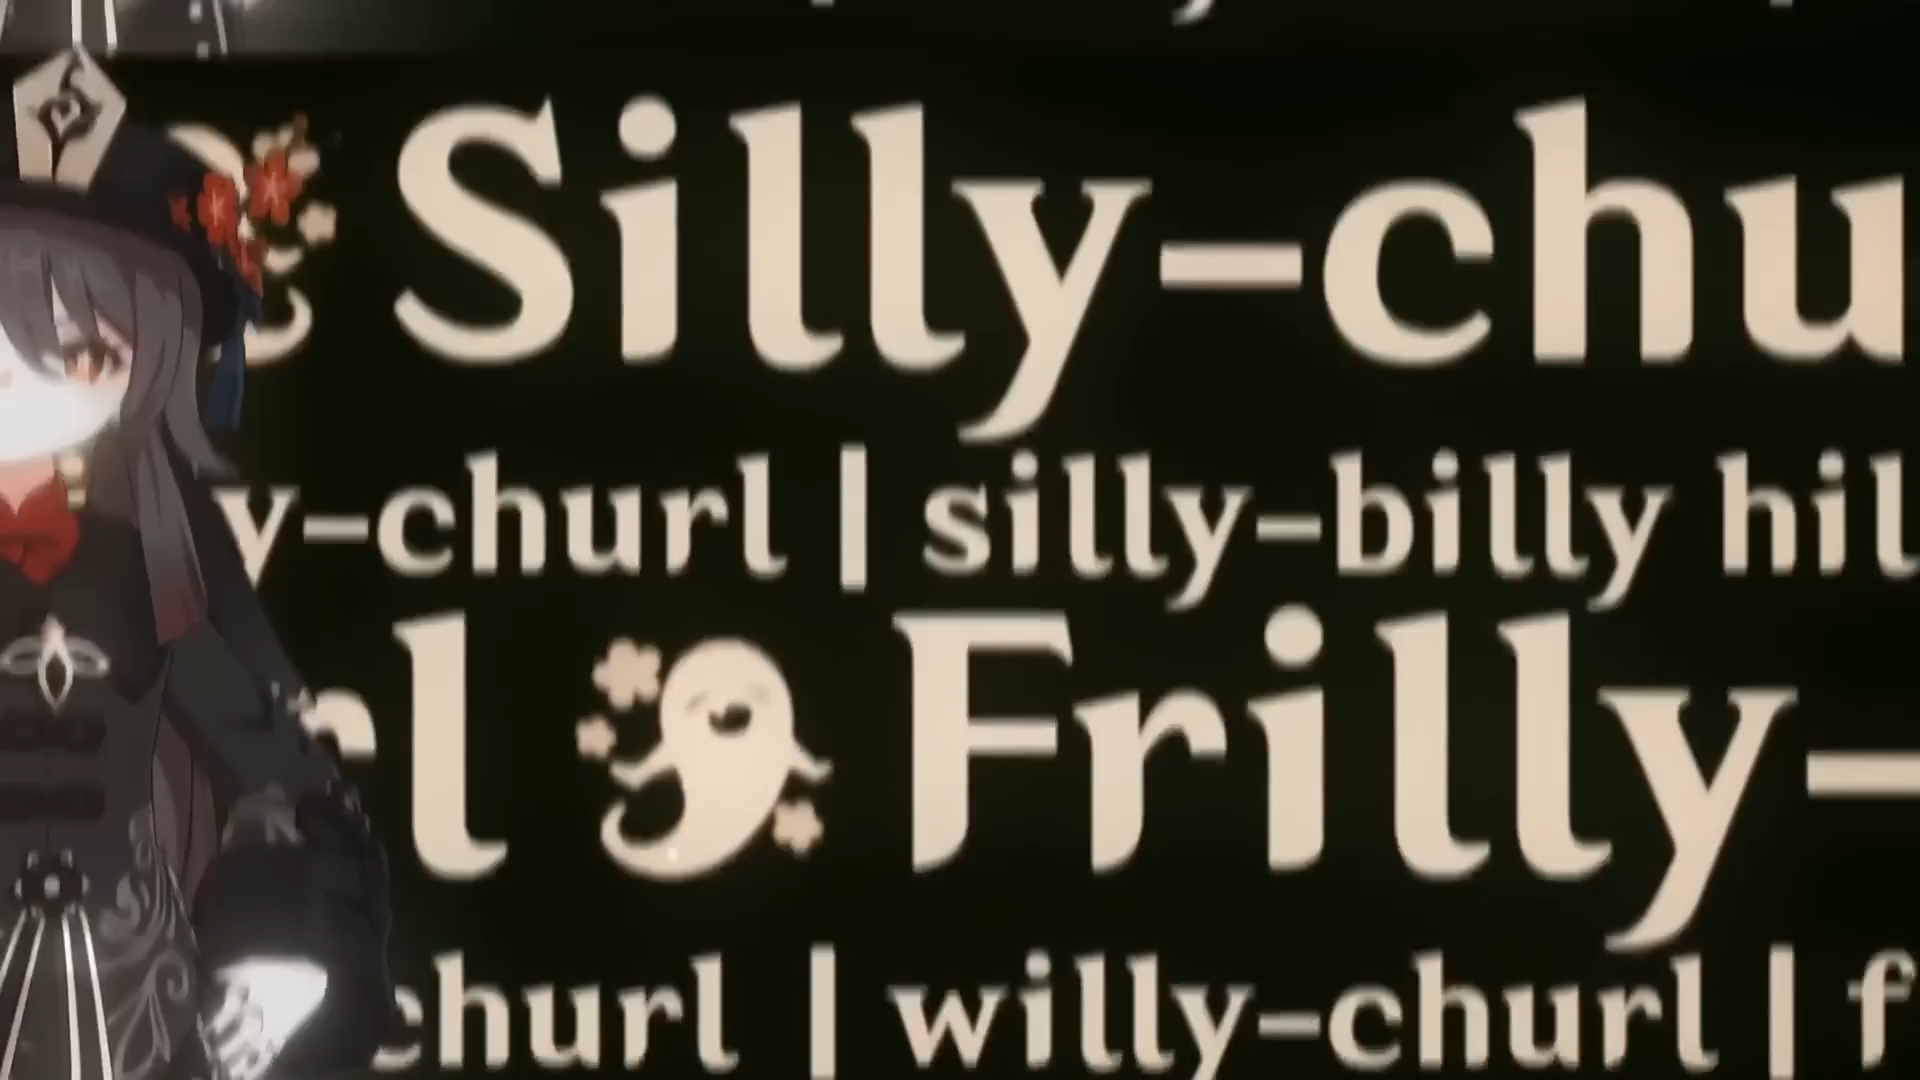 Silly-chu
y-churl | silly-billy hil
rl Frilly-
churl | willy-churl | f